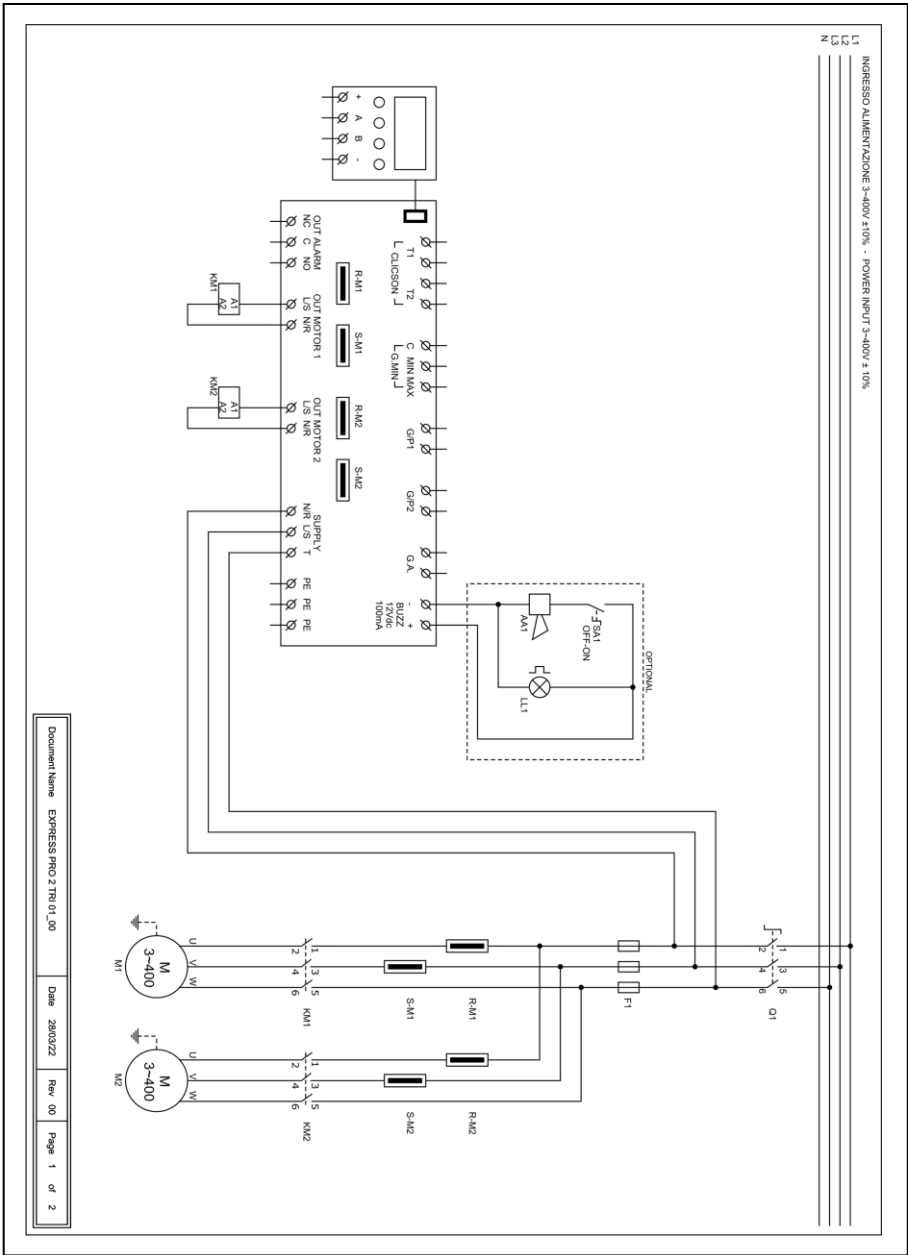 L1
L2
L3
N
INGRESSO ALIMENTAZIONE 3~400V ±10% - POWER INPUT 3~400V ± 10%
+ A B -
T1 T2
CLICSON
C MIN MAX
G.MIN
G/P1
G/P2
G.A.
- +
BUZZ
12Vdc
100mA
R-M1 S-M1 R-M2 S-M2
NC C NO
OUT ALARM
L/S N/R
OUT MOTOR 1
L/S N/R
OUT MOTOR 2
N/R L/S T
SUPPLY
PE PE PE
A1
A2
KM1
A1
A2
KM2
OPTIONAL
SA1
OFF-ON
AA1
LL1
1 3 5
2 4 6
Q1
F1
R-M1
R-M2
S-M1
S-M2
1 3 5
2 4 6
KM1
1 3 5
2 4 6
KM2
U V W
M
3~400
M1
U V W
M
3~400
M2
Document Name EXPRESS PRO 2 TRI 01_00 Date 28/03/22 Rev 00 Page 1 of 2